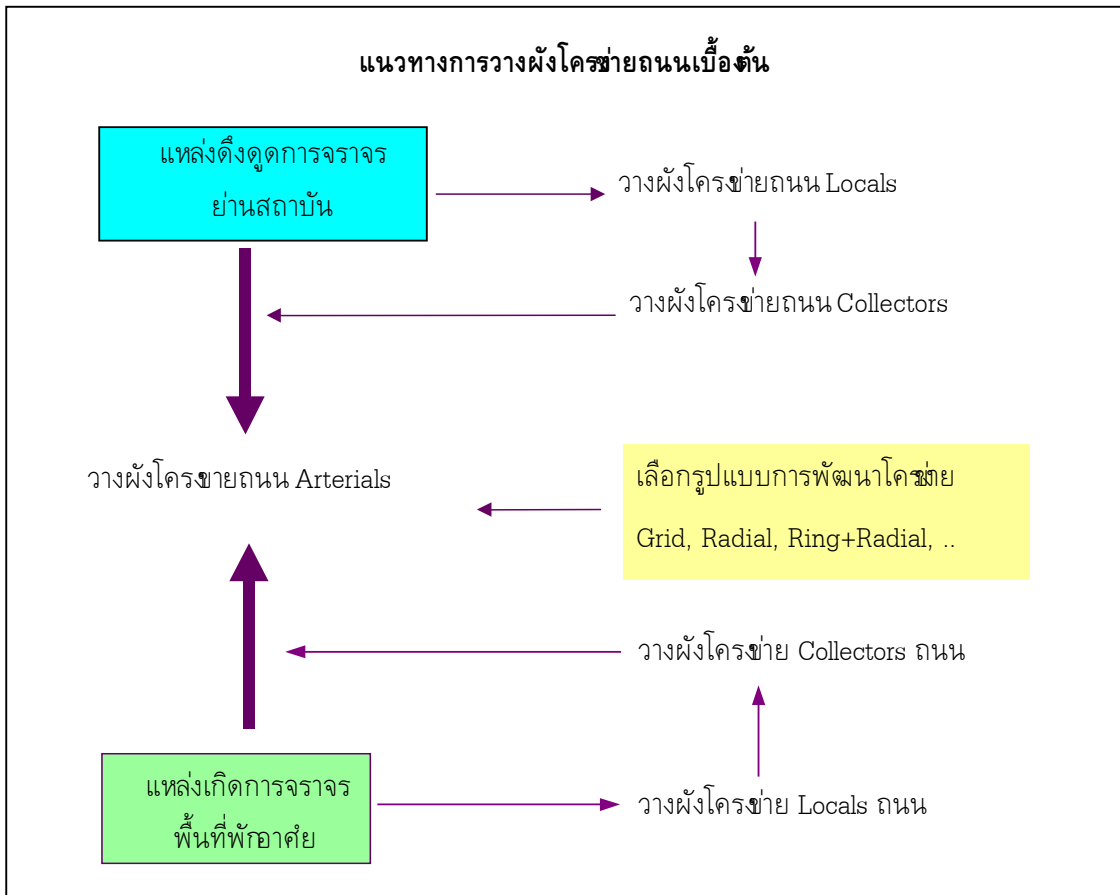 แนวทางการวางผังโครงข่ายถนนเบื้องต้น
แหล่งดึงดูดการจราจร
ย่านสถาบัน
วางผังโครงข่ายถนน Locals
วางผังโครงข่ายถนน Collectors
วางผังโครงขายถนน Arterials
เลือกรูปแบบการพัฒนาโครงข่าย
Grid, Radial, Ring+Radial, ..
วางผังโครงข่าย Collectors ถนน
แหล่งเกิดการจราจร
พื้นที่พักอาศัย
วางผังโครงข่าย Locals ถนน